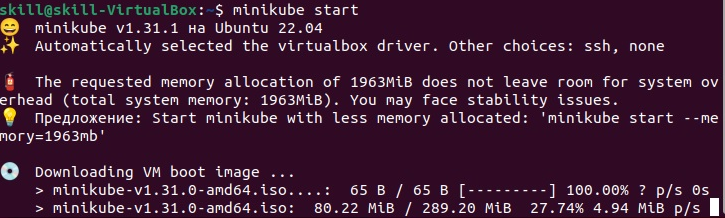 skill@skill-VirtualBox:~$ minikube start
😄  minikube v1.31.1 на Ubuntu 22.04
✨  Automatically selected the virtualbox driver. Other choices: ssh, none

🧯  The requested memory allocation of 1963MiB does not leave room for system ov
erhead (total system memory: 1963MiB). You may face stability issues.
💡  Предложение: Start minikube with less memory allocated: 'minikube start --me
mory=1963mb'

💿  Downloading VM boot image ...
    > minikube-v1.31.0-amd64.iso....:  65 B / 65 B [---------] 100.00% ? p/s 0s
    > minikube-v1.31.0-amd64.iso:  80.22 MiB / 289.20 MiB  27.74% 4.94 MiB p/s